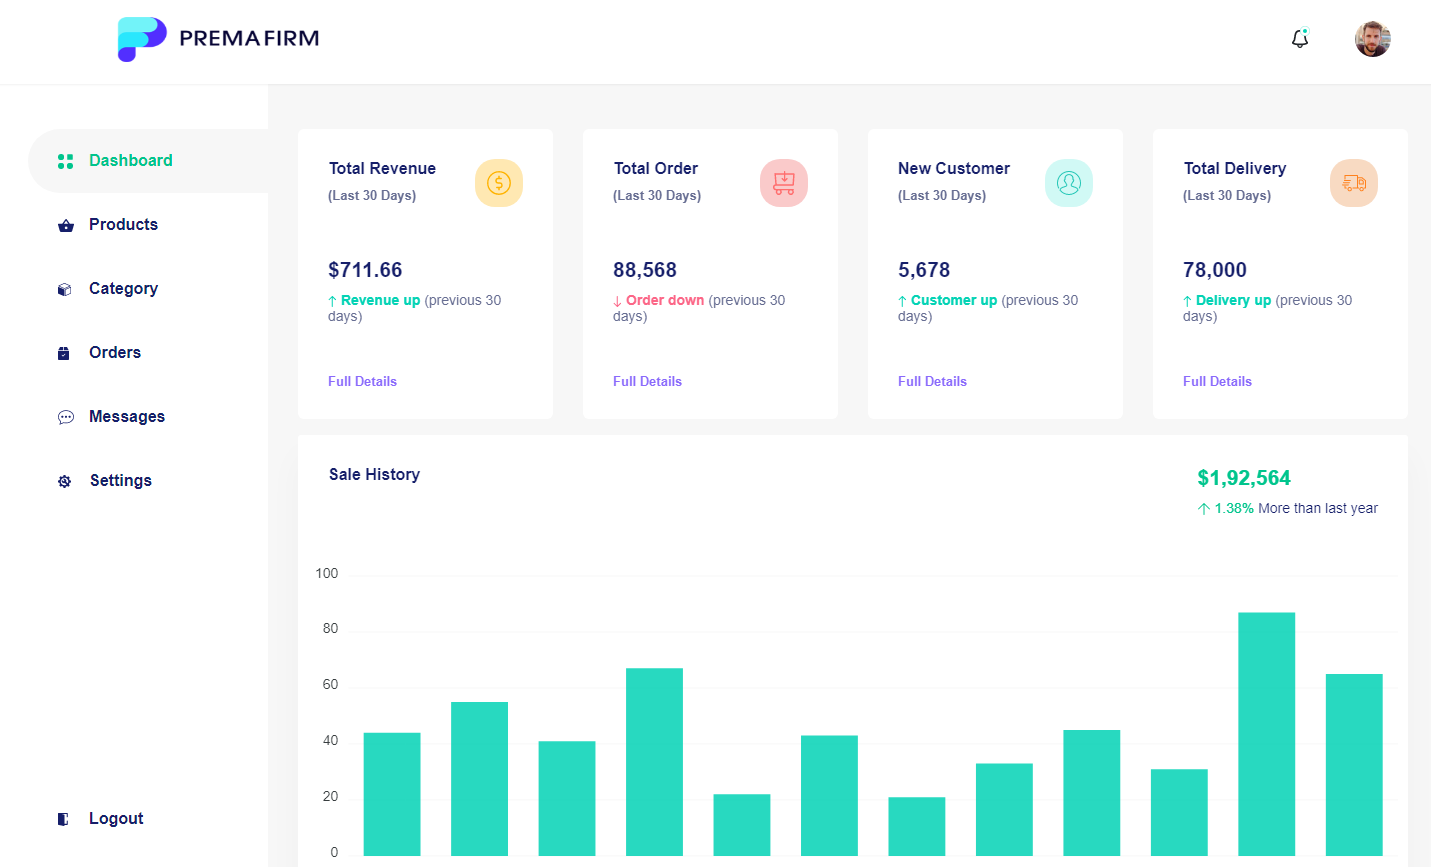 PREMAFIRM
Dashboard
Products
Category
Orders
Messages
Settings
Logout
Total Revenue
(Last 30 Days)
$711.66
↑ Revenue up (previous 30
days)
Full Details
Total Order
(Last 30 Days)
88,568
↓ Order down (previous 30
days)
Full Details
New Customer
(Last 30 Days)
5,678
↑ Customer up (previous 30
days)
Full Details
Total Delivery
(Last 30 Days)
78,000
↑ Delivery up (previous 30
days)
Full Details
Sale History
$1,92,564
↑ 1.38% More than last year
100
80
60
40
20
0